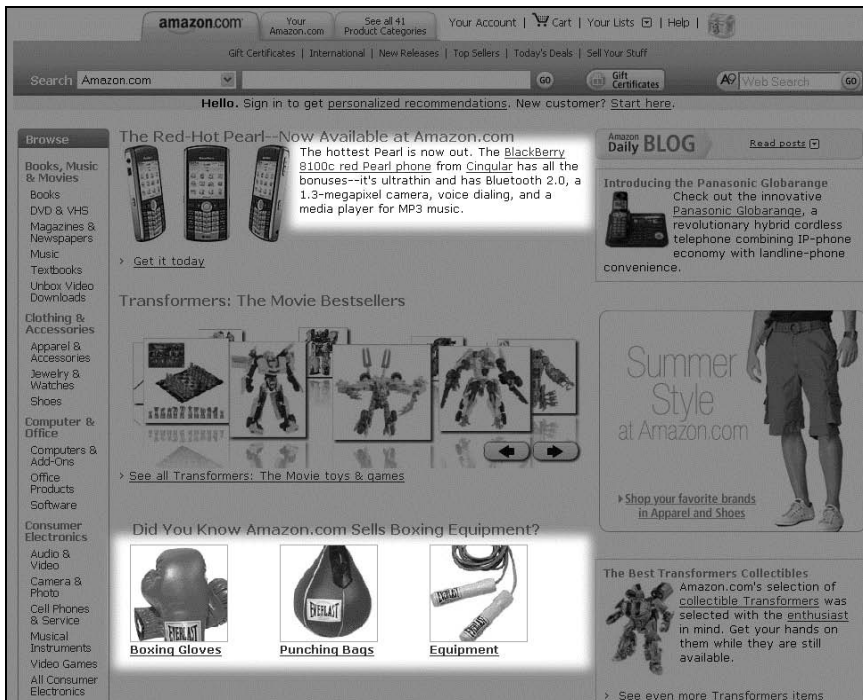 amazon.com
Your
Amazon.com
See all 41
Product Categories
Your Account | Cart | Your Lists | Help |
Gift Certificates | International | New Releases | Top Sellers | Today's Deals | Sell Your Stuff
Search Amazon.com GO Gift
Certificates A9 Web Search GO
Hello. Sign in to get personalized recommendations. New customer? Start here.
Browse
Books, Music
& Movies
Books
DVD & VHS
Magazines &
Newspapers
Music
Textbooks
Unbox Video
Downloads
Clothing &
Accessories
Apparel &
Accessories
Jewelry &
Watches
Shoes
Computer &
Office
Computers &
Add-Ons
Office
Products
Software
Consumer
Electronics
Audio &
Video
Camera &
Photo
Cell Phones
& Service
Musical
Instruments
Video Games
All Consumer
Electronics
The Red-Hot Pearl--Now Available at Amazon.com
The hottest Pearl is now out. The BlackBerry
8100c red Pearl phone from Cingular has all the
bonuses--it's ultrathin and has Bluetooth 2.0, a
1.3-megapixel camera, voice dialing, and a
media player for MP3 music.
› Get it today
Transformers: The Movie Bestsellers
› See all Transformers: The Movie toys & games
Did You Know Amazon.com Sells Boxing Equipment?
EVERLAST
EVERLAST
Boxing Gloves
Punching Bags
Equipment
Amazon
Daily BLOG
Read posts
Introducing the Panasonic Globarange
Check out the innovative
Panasonic Globarange, a
revolutionary hybrid cordless
telephone combining IP-phone
economy with landline-phone
convenience.
Summer
Style
at Amazon.com
Shop your favorite brands
in Apparel and Shoes
The Best Transformers Collectibles
Amazon.com's selection of
collectible Transformers was
selected with the enthusiast
in mind. Get your hands on
them while they are still
available.
› See even more Transformers items